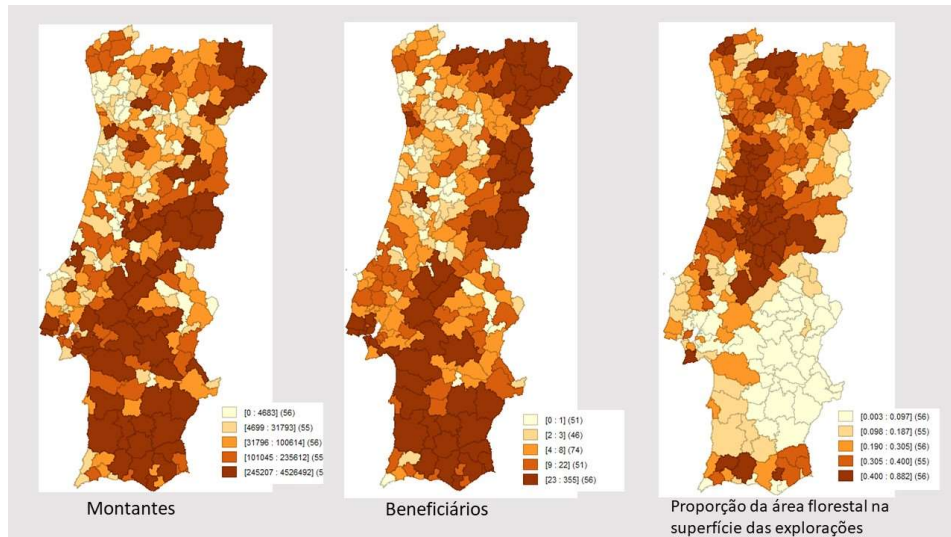 [0 : 4683] (56)
[4699 : 31793] (55)
[31796 : 100614] (56)
[101045 : 235612] (55
[245207 : 4526492] (5
Montantes
[0 : 1] (51)
[2 : 3] (46)
[4 : 8] (74)
[9 : 22] (51)
[23 : 355] (56)
Beneficiários
[0.003 : 0.097] (56)
[0.098 : 0.187] (55)
[0.190 : 0.305] (56)
[0.305 : 0.400] (55)
[0.400 : 0.882] (56)
Proporção da área florestal na
superfície das explorações